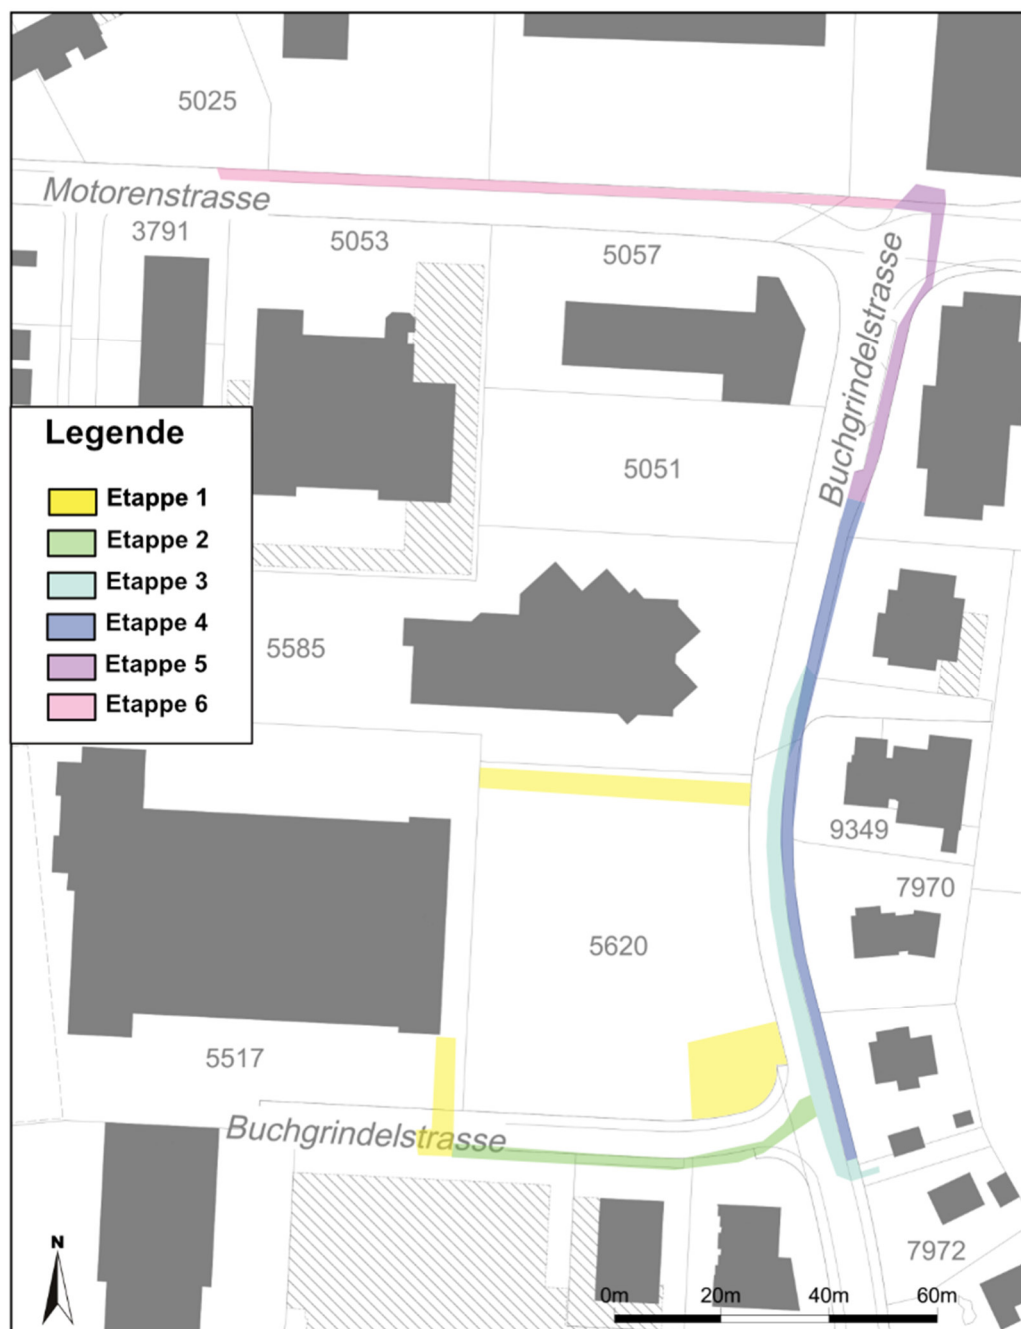 5025
Motorenstrasse
3791
5053
5057
Buchgrindelstrasse
5051
Legende
Etappe 1
Etappe 2
Etappe 3
Etappe 4
Etappe 5
Etappe 6
5585
9349
7970
5620
5517
Buchgrindelstrasse
7972
N
0m 20m 40m 60m